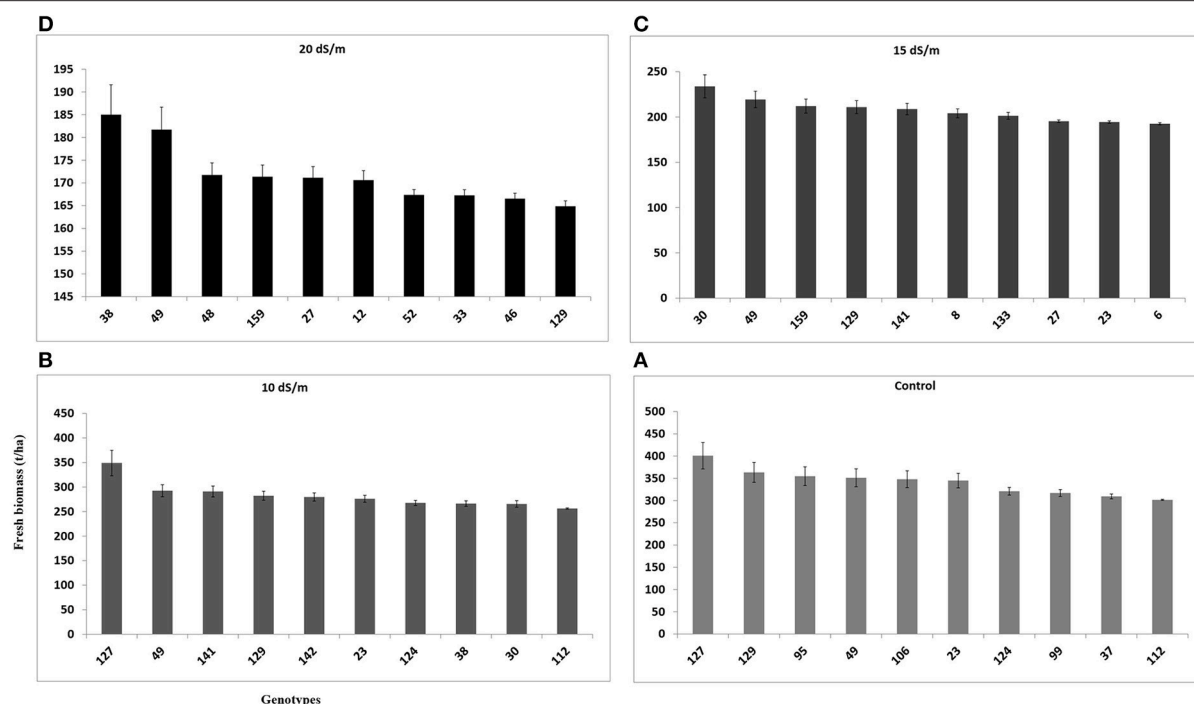 D
20 dS/m
195
190
185
180
175
170
165
160
155
150
145
38 49 48 159 27 12 52 33 46 129
C
15 dS/m
250
200
150
100
50
0
30 49 159 129 141 8 133 27 23 6
B
10 dS/m
Fresh biomass (t/ha)
450
400
350
300
250
200
150
100
50
0
127 49 141 129 142 23 124 38 30 112
Genotypes
A
Control
500
450
400
350
300
250
200
150
100
50
0
127 129 95 49 106 23 124 99 37 112